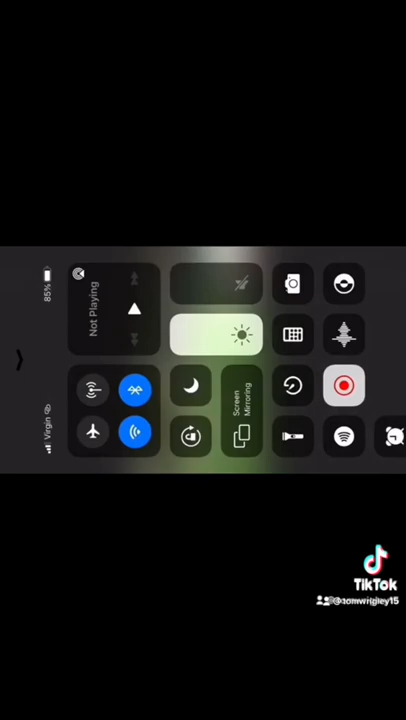 85%
Not Playing
Virgin
Screen
Mirroring
TikTok
@tomwrigley15